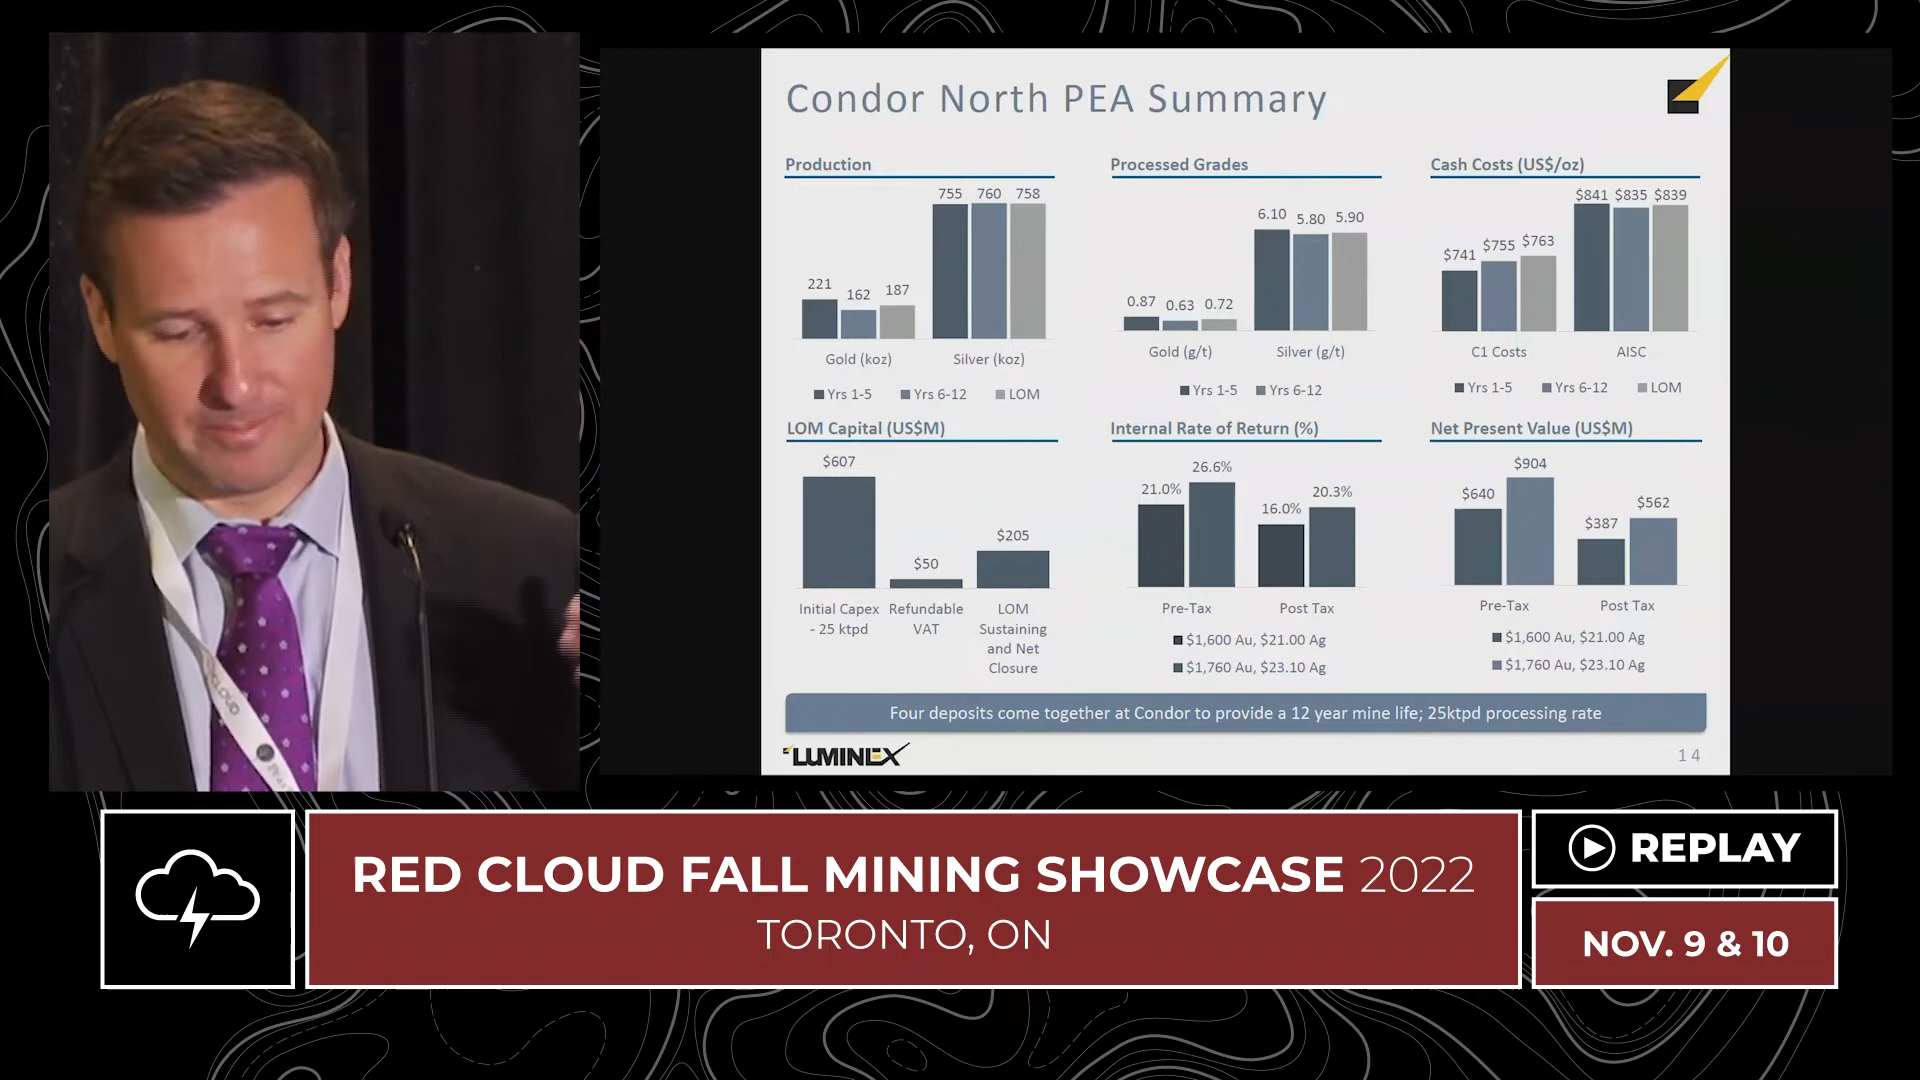 Condor North PEA Summary
Production
755 760 758
221 162 187
Gold (koz) Silver (koz)
Yrs 1-5 Yrs 6-12 LOM
Processed Grades
6.10 5.80 5.90
0.87 0.63 0.72
Gold (g/t) Silver (g/t)
Yrs 1-5 Yrs 6-12
Cash Costs (US$/oz)
$841 $835 $839
$741 $755 $763
C1 Costs AISC
Yrs 1-5 Yrs 6-12 LOM
LOM Capital (US$M)
$607
$50
$205
Initial Capex
- 25 ktpd
Refundable
VAT
LOM
Sustaining
and Net
Closure
Internal Rate of Return (%)
21.0% 26.6% 16.0% 20.3%
Pre-Tax Post Tax
$1,600 Au, $21.00 Ag
$1,760 Au, $23.10 Ag
Net Present Value (US$M)
$640 $904 $387 $562
Pre-Tax Post Tax
$1,600 Au, $21.00 Ag
$1,760 Au, $23.10 Ag
Four deposits come together at Condor to provide a 12 year mine life; 25ktpd processing rate
LUMINEX
14
CLOUD
RED CLOUD FALL MINING SHOWCASE 2022
TORONTO, ON
REPLAY
NOV. 9 & 10